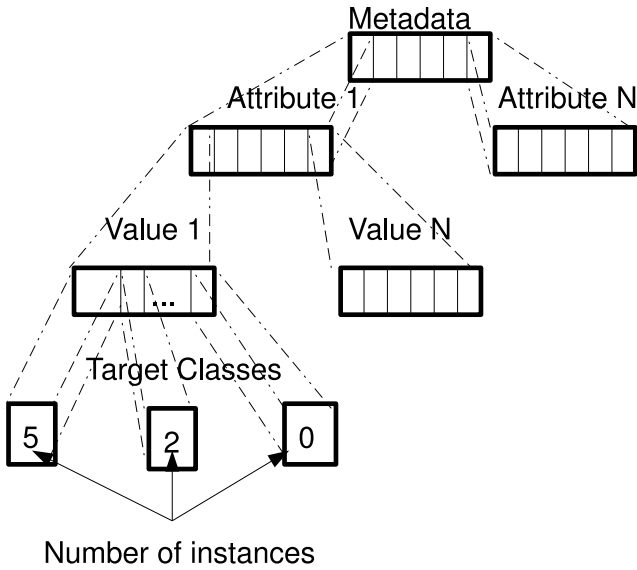 Metadata
Attribute 1
Attribute N
Value 1
Value N
...
Target Classes
5
2
0
Number of instances